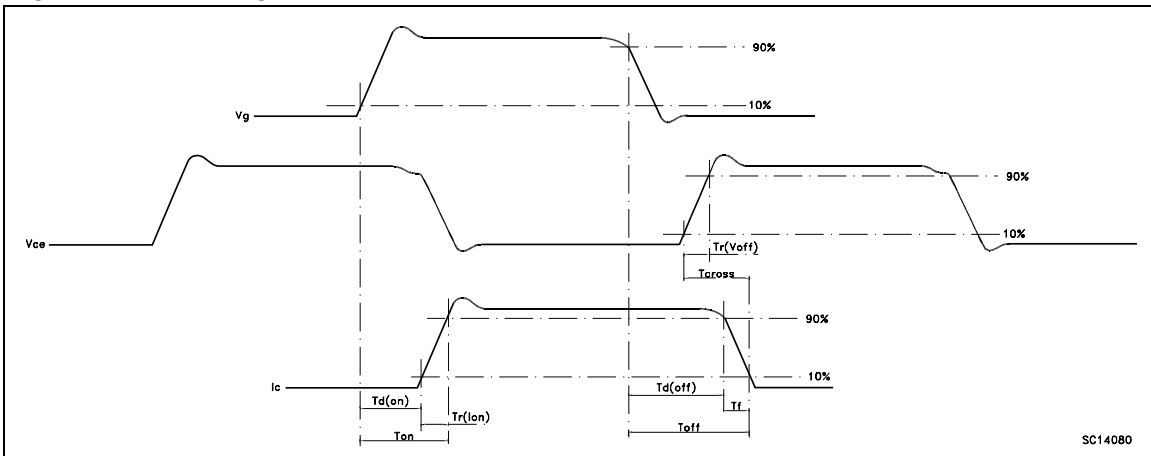 90%
10%
Vg
90%
Vce
10%
Tr(Voff)
Tcross
90%
Ic
10%
Td(on)
Td(off)
Tr(Ion)
Tf
Ton
Toff
SC14080